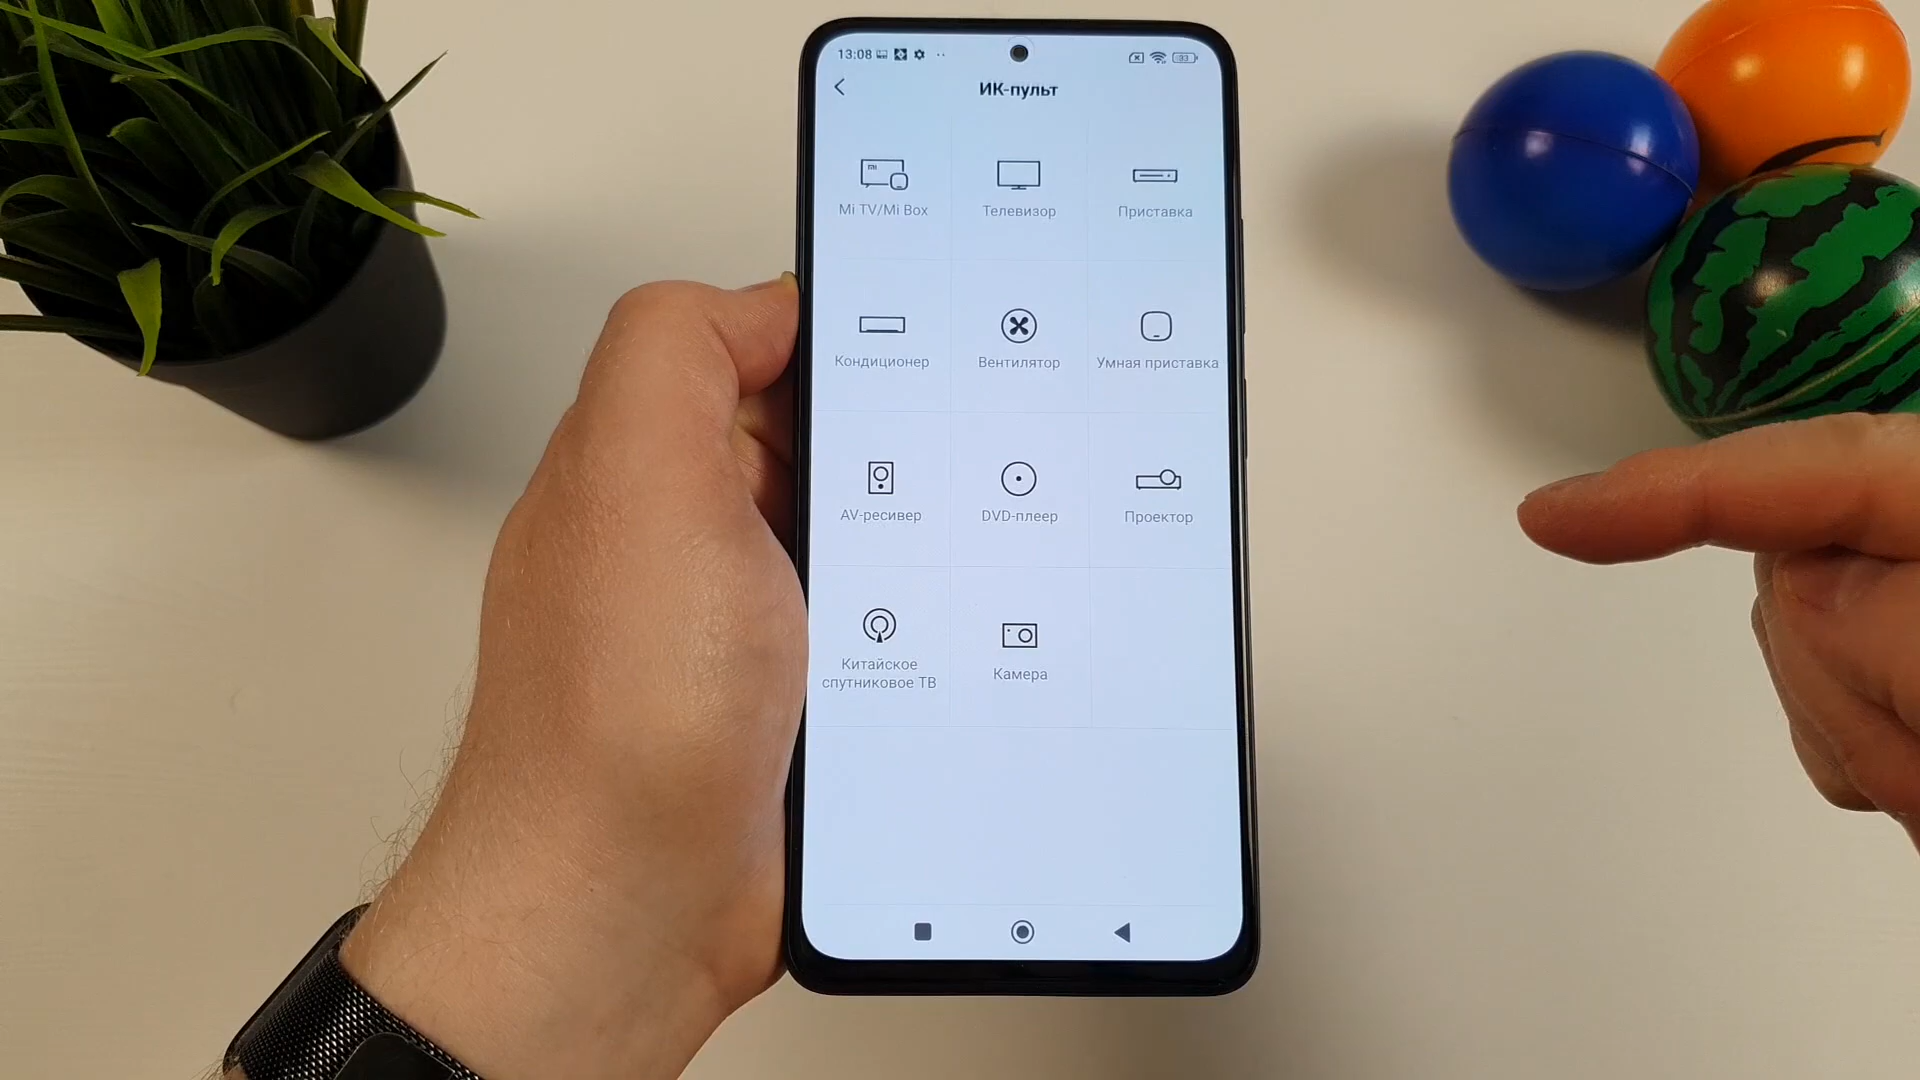 13:08
33
ИК-пульт
Mi TV/Mi Box
Телевизор
Приставка
Кондиционер
Вентилятор
Умная приставка
AV-ресивер
DVD-плеер
Проектор
Китайское
спутниковое ТВ
Камера